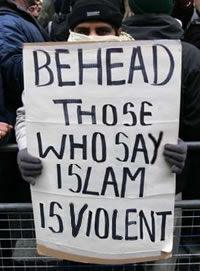 BEHEAD
THOSE
WHO SAY
ISLAM
IS VIOLENT